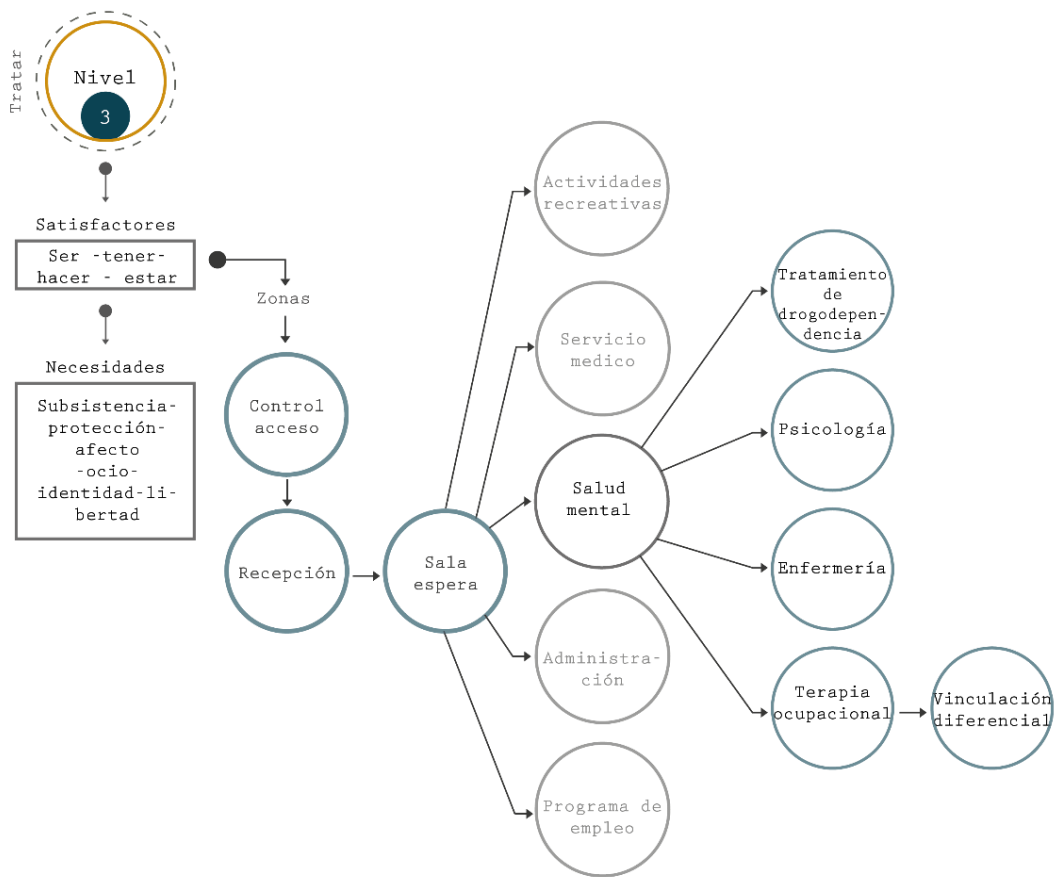 Tratar
Nivel
3
Satisfactores
Ser -tener-
hacer - estar
Necesidades
Subsistencia-
protección-
afecto
-ocio-
identidad-li-
bertad
Zonas
Control
acceso
Recepción
Sala
espera
Actividades
recreativas
Servicio
medico
Salud
mental
Administra-
ción
Programa de
empleo
Tratamiento
de
drogodepen-
dencia
Psicología
Enfermería
Terapia
ocupacional
Vinculación
diferencial